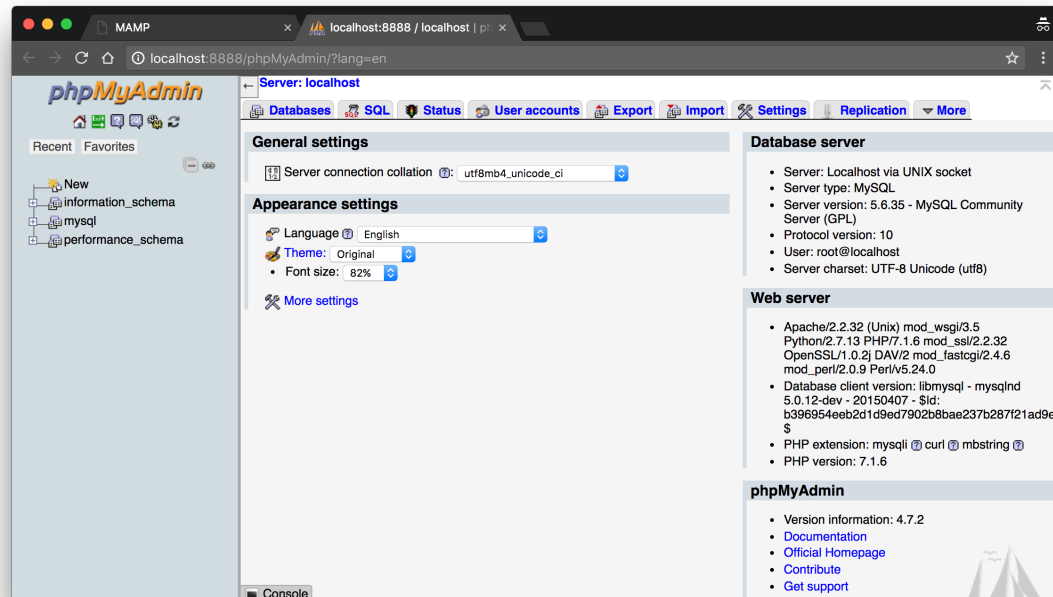 MAMP
localhost:8888 / localhost | ph
localhost:8888/phpMyAdmin/?lang=en
phpMyAdmin
Recent Favorites
New
information_schema
mysql
performance_schema
Server: localhost
Databases SQL Status User accounts Export Import Settings Replication More
General settings
Server connection collation ? : utf8mb4_unicode_ci
Appearance settings
Language ? English
Theme: Original
• Font size: 82%
More settings
Console
Database server
• Server: Localhost via UNIX socket
• Server type: MySQL
• Server version: 5.6.35 - MySQL Community
Server (GPL)
• Protocol version: 10
• User: root@localhost
• Server charset: UTF-8 Unicode (utf8)
Web server
• Apache/2.2.32 (Unix) mod_wsgi/3.5
Python/2.7.13 PHP/7.1.6 mod_ssl/2.2.32
OpenSSL/1.0.2j DAV/2 mod_fastcgi/2.4.6
mod_perl/2.0.9 Perl/v5.24.0
• Database client version: libmysql - mysqlnd
5.0.12-dev - 20150407 - $Id:
b396954eeb2d1d9ed7902b8bae237b287f21ad9e
$
• PHP extension: mysqli ? curl ? mbstring ?
• PHP version: 7.1.6
phpMyAdmin
• Version information: 4.7.2
• Documentation
• Official Homepage
• Contribute
• Get support